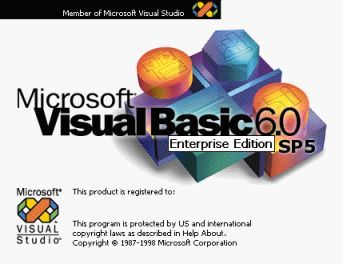 Member of Microsoft Visual Studio
Microsoft
Visual Basic 6.0
Enterprise Edition
SP5
Microsoft®
VISUAL
Studio™
This product is registered to:
This program is protected by US and international
copyright laws as described in Help About.
Copyright © 1987-1998 Microsoft Corporation